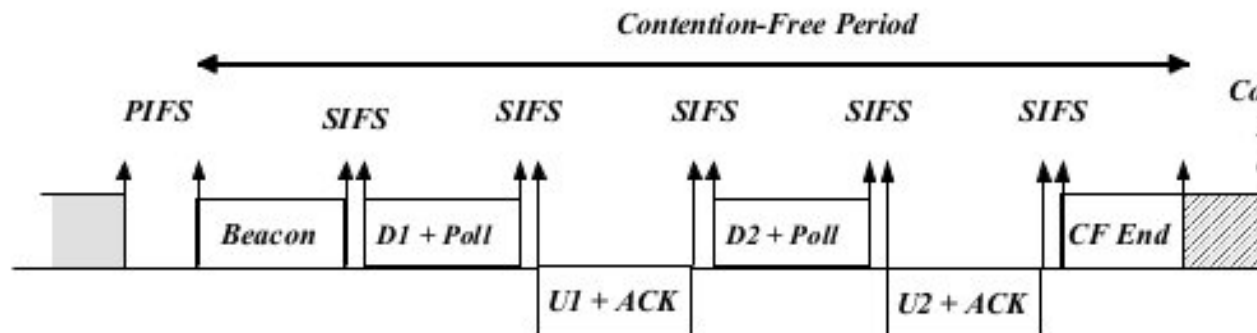 Contention-Free Period
PIFS
SIFS
SIFS
SIFS
SIFS
SIFS
Beacon
D1 + Poll
D2 + Poll
CF End
U1 + ACK
U2 + ACK